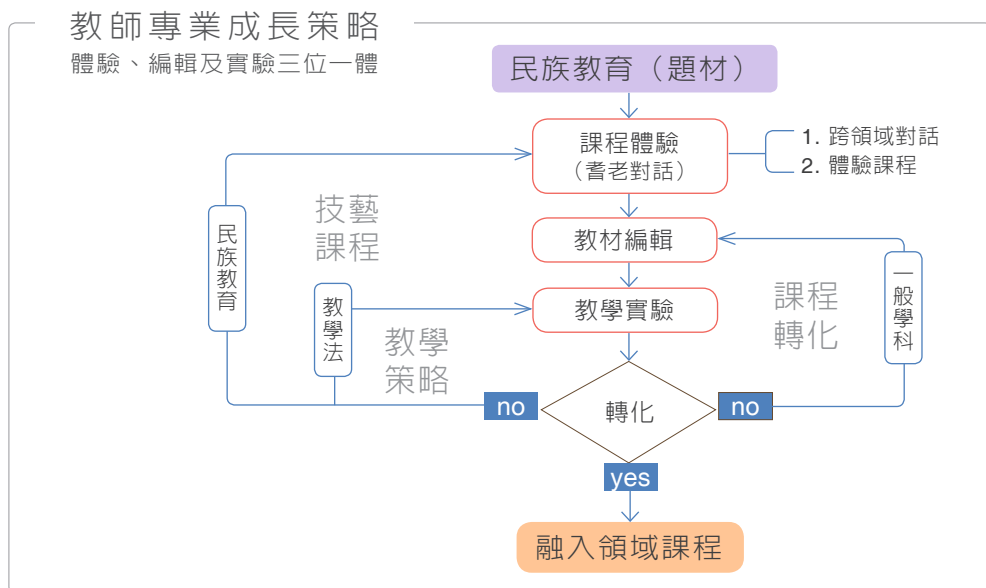 教師專業成長策略
體驗、編輯及實驗三位一體
民族教育（題材）
課程體驗
（耆老對話）
1. 跨領域對話
2. 體驗課程
技藝
課程
民族教育
教材編輯
教學法
教學實驗
教學
策略
課程
轉化
一般學科
no
轉化
no
yes
融入領域課程